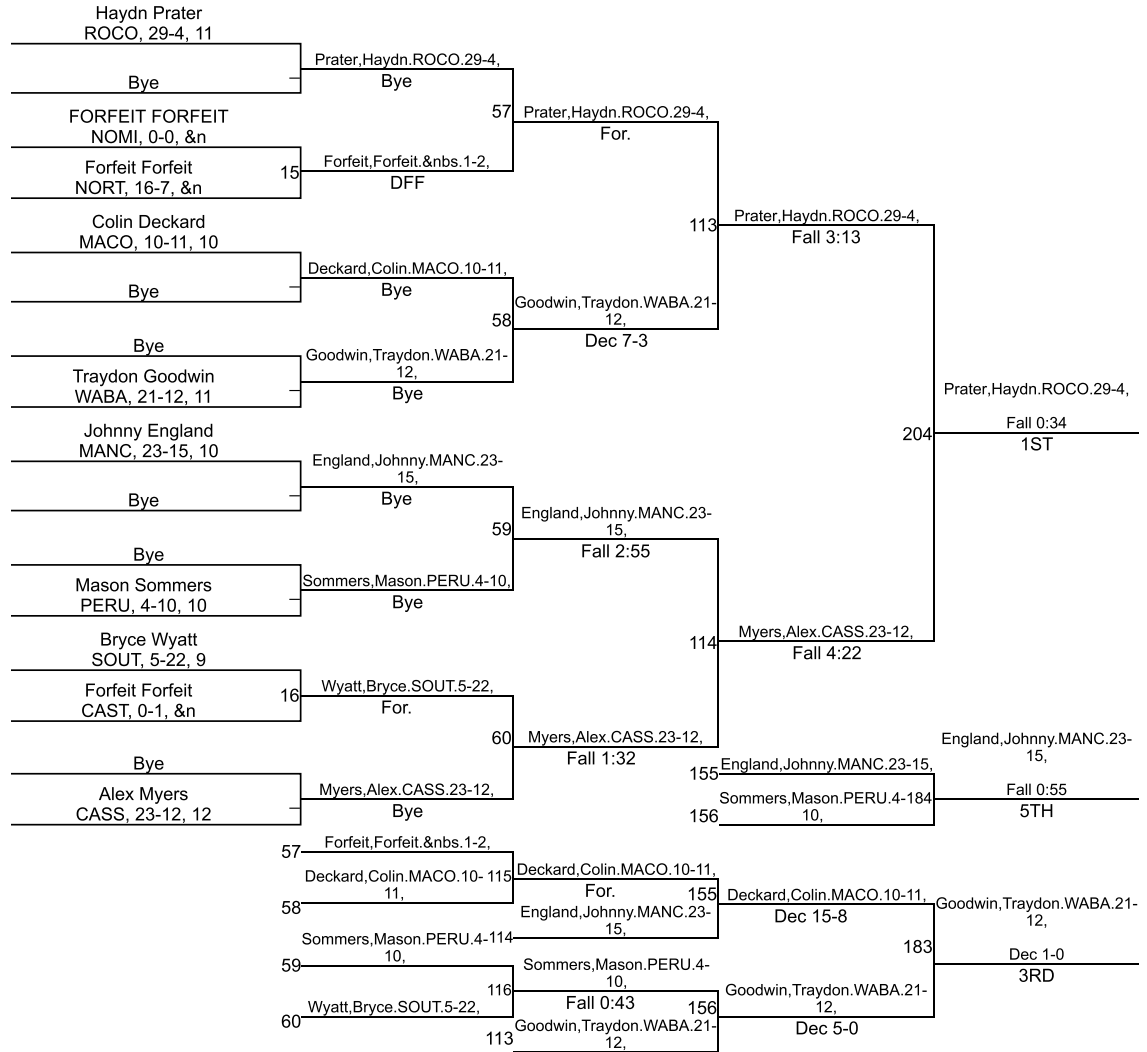 Haydn Prater
ROCO, 29-4, 11
Bye
Prater,Haydn.ROCO.29-4,
Bye
FORFEIT FORFEIT
NOMI, 0-0, &n
Forfeit Forfeit
NORT, 16-7, &n
15
Forfeit,Forfeit.&nbs.1-2,
DFF
57
Prater,Haydn.ROCO.29-4,
For.
Colin Deckard
MACO, 10-11, 10
Bye
Deckard,Colin.MACO.10-11,
Bye
Bye
Traydon Goodwin
WABA, 21-12, 11
Goodwin,Traydon.WABA.21-
12,
Bye
58
Goodwin,Traydon.WABA.21-
12,
Dec 7-3
113
Prater,Haydn.ROCO.29-4,
Fall 3:13
Johnny England
MANC, 23-15, 10
Bye
England,Johnny.MANC.23-
15,
Bye
Bye
Mason Sommers
PERU, 4-10, 10
Sommers,Mason.PERU.4-10,
Bye
59
England,Johnny.MANC.23-
15,
Fall 2:55
Bryce Wyatt
SOUT, 5-22, 9
Forfeit Forfeit
CAST, 0-1, &n
16
Wyatt,Bryce.SOUT.5-22,
For.
Bye
Alex Myers
CASS, 23-12, 12
Myers,Alex.CASS.23-12,
Bye
60
Myers,Alex.CASS.23-12,
Fall 1:32
114
Myers,Alex.CASS.23-12,
Fall 4:22
204
Prater,Haydn.ROCO.29-4,
Fall 0:34
1ST
155
England,Johnny.MANC.23-15,
156
Sommers,Mason.PERU.4-
10,
184
England,Johnny.MANC.23-
15,
Fall 0:55
5TH
57
Forfeit,Forfeit.&nbs.1-2,
58
Deckard,Colin.MACO.10-
11,
115
Deckard,Colin.MACO.10-11,
For.
114
England,Johnny.MANC.23-
15,
155
Deckard,Colin.MACO.10-11,
Dec 15-8
59
Sommers,Mason.PERU.4-
10,
60
Wyatt,Bryce.SOUT.5-22,
116
Sommers,Mason.PERU.4-
10,
Fall 0:43
113
Goodwin,Traydon.WABA.21-
12,
156
Goodwin,Traydon.WABA.21-
12,
Dec 5-0
183
Goodwin,Traydon.WABA.21-
12,
Dec 1-0
3RD